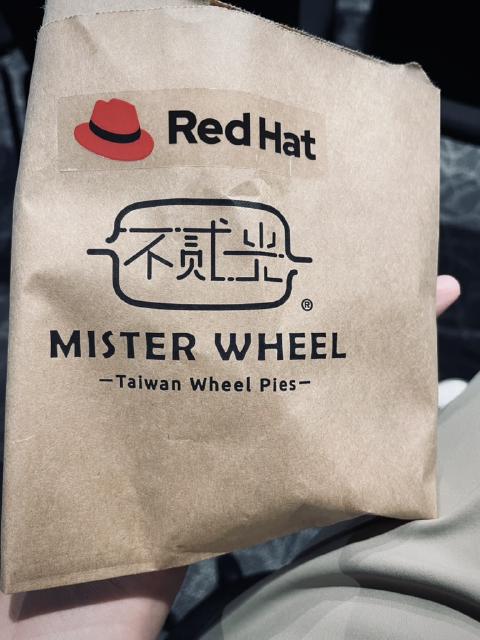 Red Hat
不貳光
®
MISTER WHEEL
—Taiwan Wheel Pies—